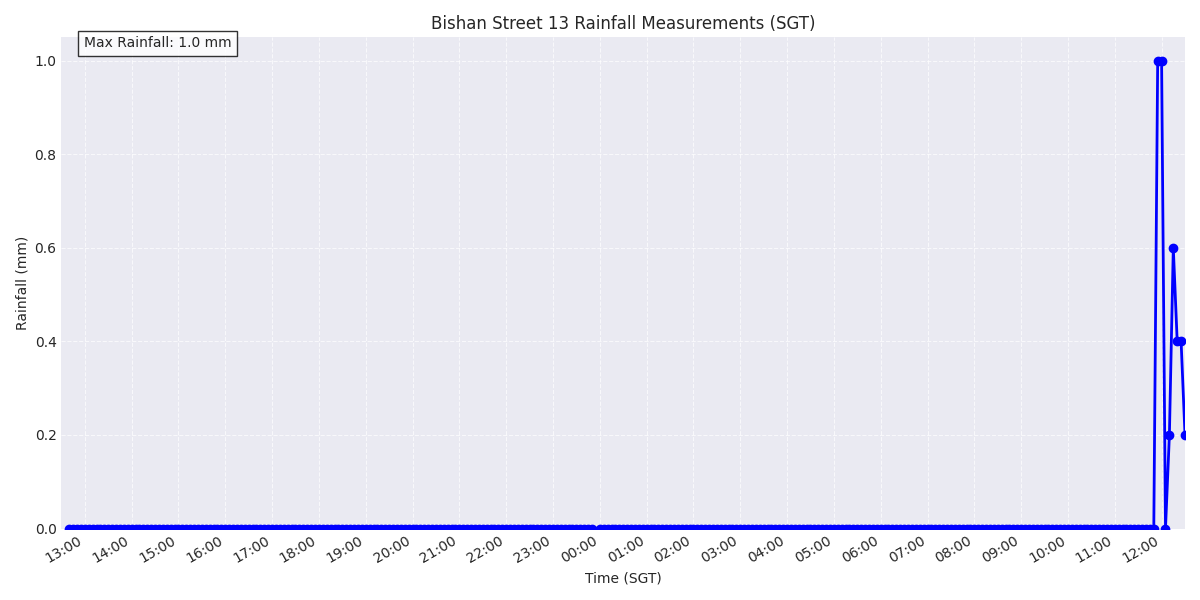 Bishan Street 13 Rainfall Measurements (SGT)
Max Rainfall: 1.0 mm
Rainfall (mm)
1.0
0.8
0.6
0.4
0.2
0.0
13:00 14:00 15:00 16:00 17:00 18:00 19:00 20:00 21:00 22:00 23:00 00:00 01:00 02:00 03:00 04:00 05:00 06:00 07:00 08:00 09:00 10:00 11:00 12:00
Time (SGT)